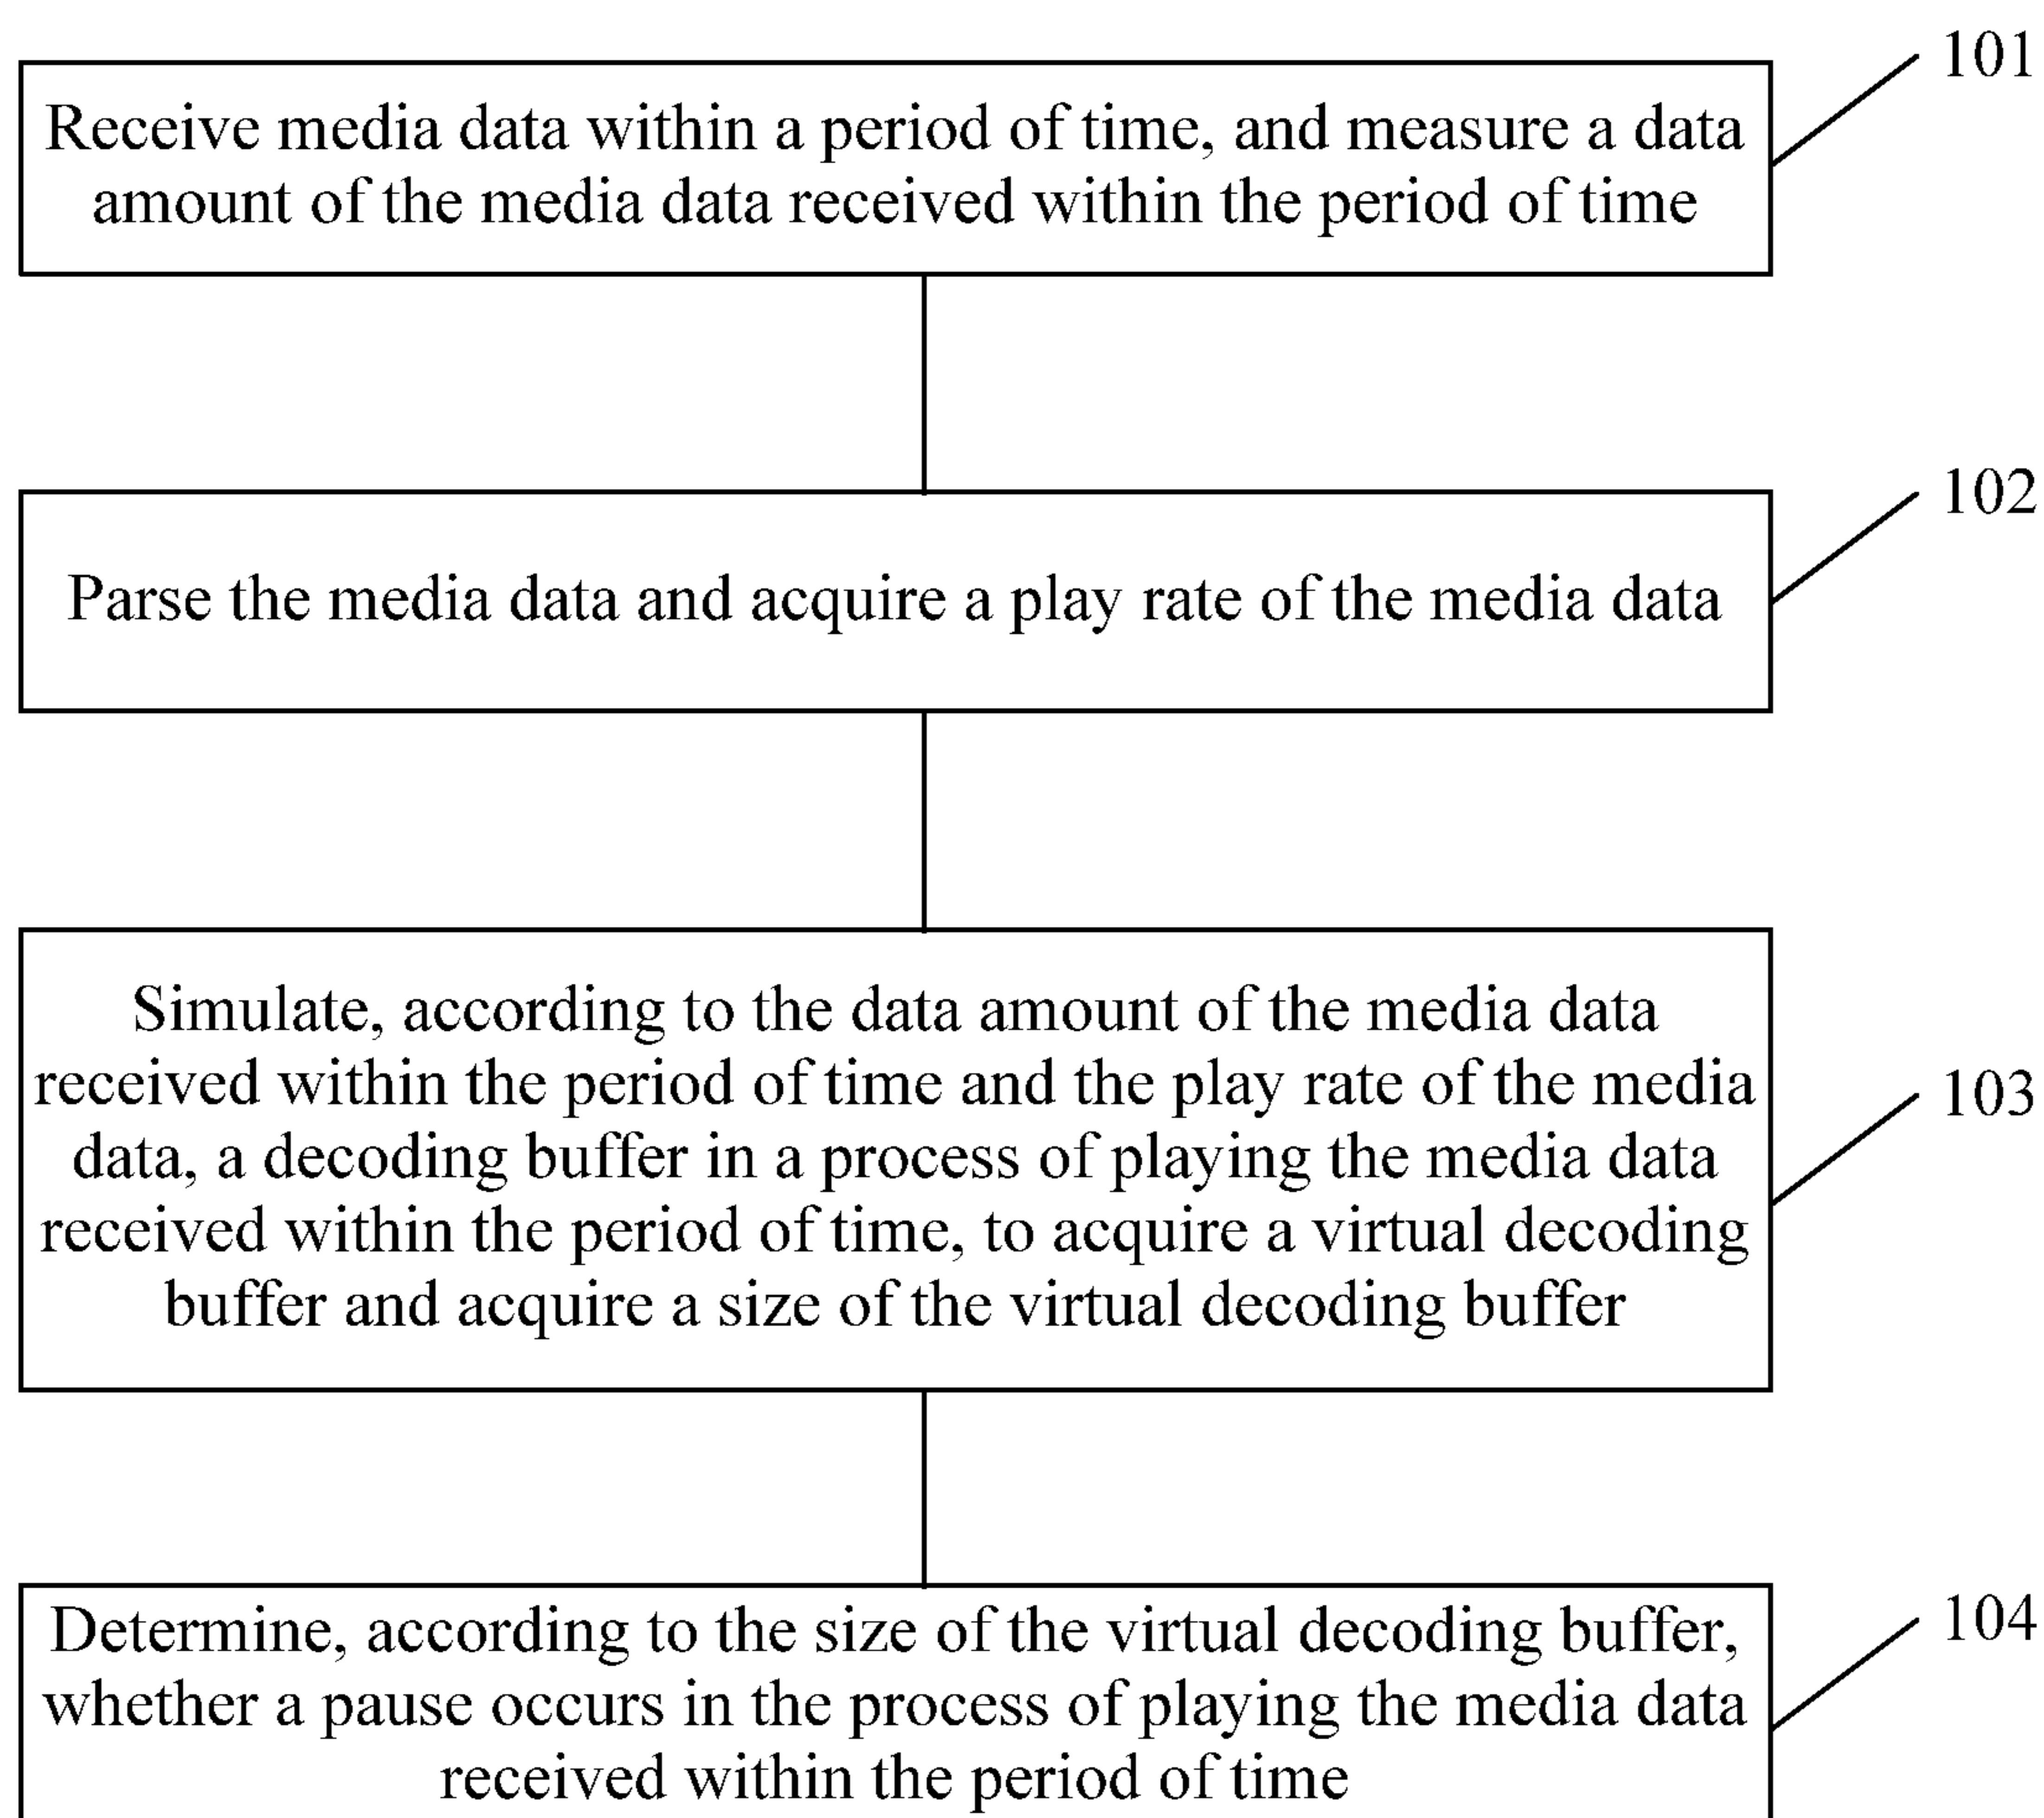 101
Receive media data within a period of time, and measure a data
amount of the media data received within the period of time
102
Parse the media data and acquire a play rate of the media data
103
Simulate, according to the data amount of the media data
received within the period of time and the play rate of the media
data, a decoding buffer in a process of playing the media data
received within the period of time, to acquire a virtual decoding
buffer and acquire a size of the virtual decoding buffer
104
Determine, according to the size of the virtual decoding buffer,
whether a pause occurs in the process of playing the media data
received within the period of time